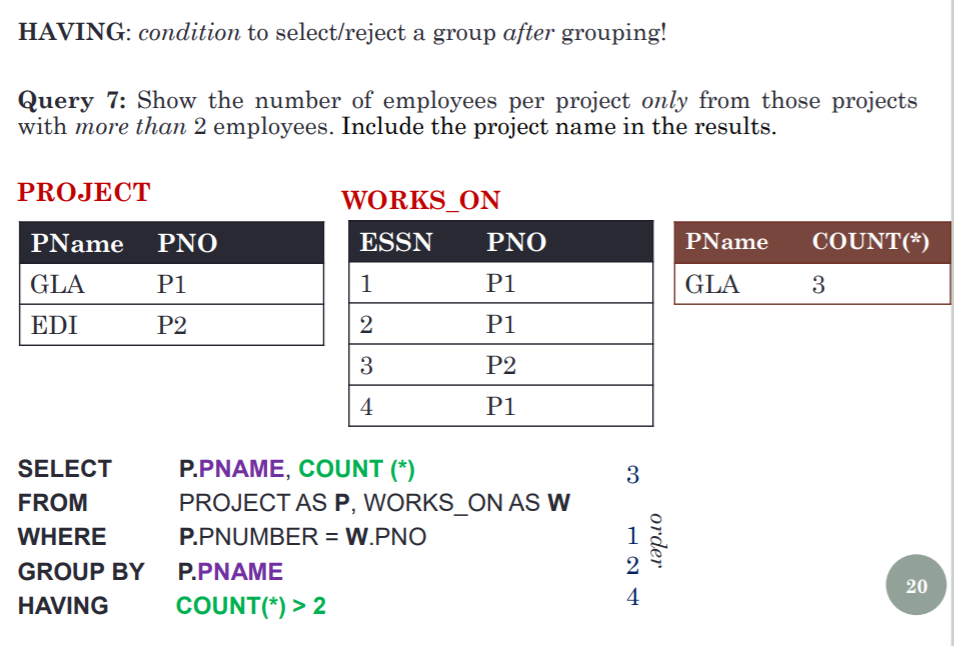 HAVING: condition to select/reject a group after grouping!
Query 7: Show the number of employees per project only from those projects
with more than 2 employees. Include the project name in the results.
PROJECT
PName PNO
GLA P1
EDI P2
WORKS_ON
ESSN PNO
1 P1
2 P1
3 P2
4 P1
PName COUNT(*)
GLA 3
SELECT P.PNAME, COUNT (*) 3
FROM PROJECT AS P, WORKS_ON AS W
WHERE P.PNUMBER = W.PNO 1
GROUP BY P.PNAME 2
HAVING COUNT(*) > 2 4
order
20